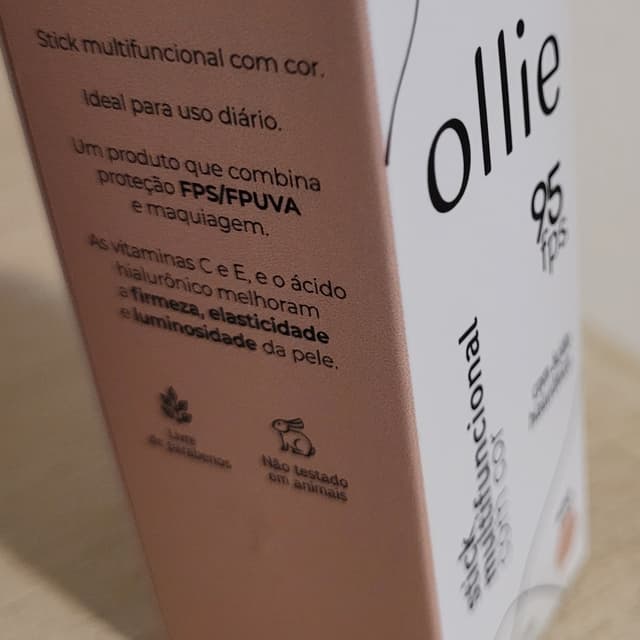 Stick multifuncional com cor.
Ideal para uso diário.
Um produto que combina
proteção FPS/FPUVA
e maquiagem.
As vitaminas C e E, e o ácido
hialurônico melhoram
a firmeza, elasticidade
e luminosidade da pele.
Livre
de parabenos
Não testado
em animais
ollie
95
fps
stick
multifuncional
com cor